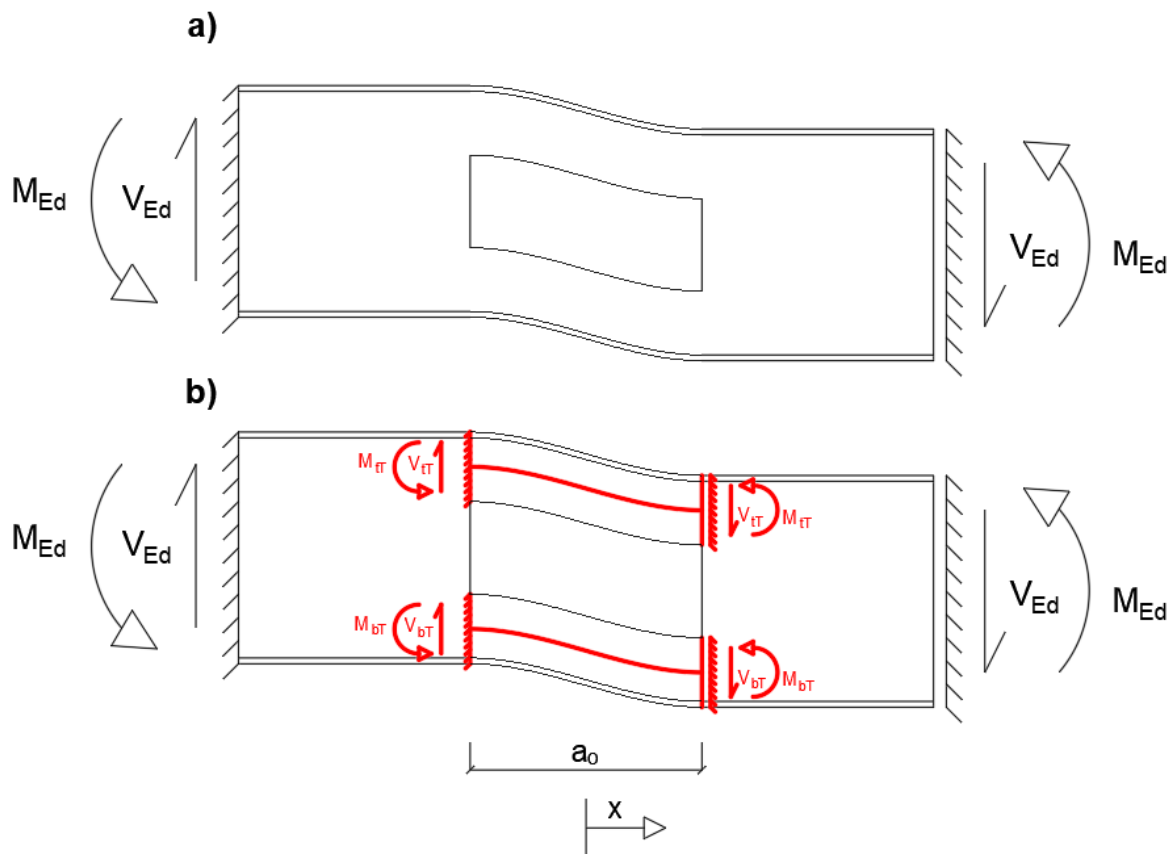 a)
M_Ed
V_Ed
V_Ed
M_Ed
b)
M_tT
V_tT
V_tT
M_tT
M_Ed
V_Ed
V_Ed
M_Ed
M_bT
V_bT
V_bT
M_bT
a_o
x